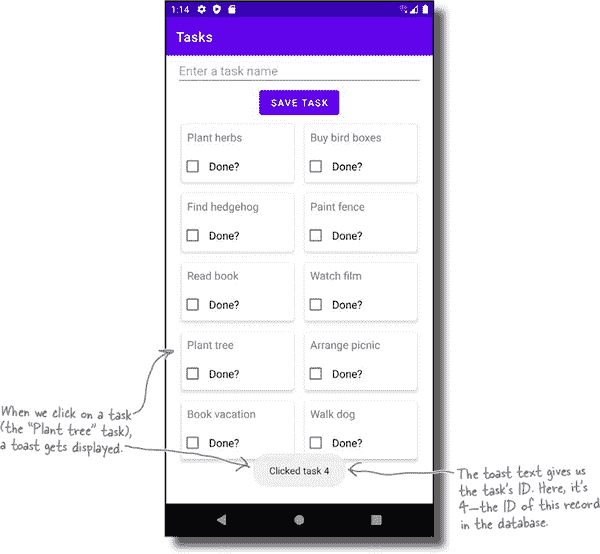 1:14
Tasks
Enter a task name
SAVE TASK
Plant herbs Buy bird boxes
Done? Done?
Find hedgehog Paint fence
Done? Done?
Read book Watch film
Done? Done?
Plant tree Arrange picnic
Done? Done?
Book vacation Walk dog
Done? Done?
Clicked task 4
When we click on a task
(the “Plant tree” task),
a toast gets displayed.
The toast text gives us
the task's ID. Here, it's
4—the ID of this record
in the database.